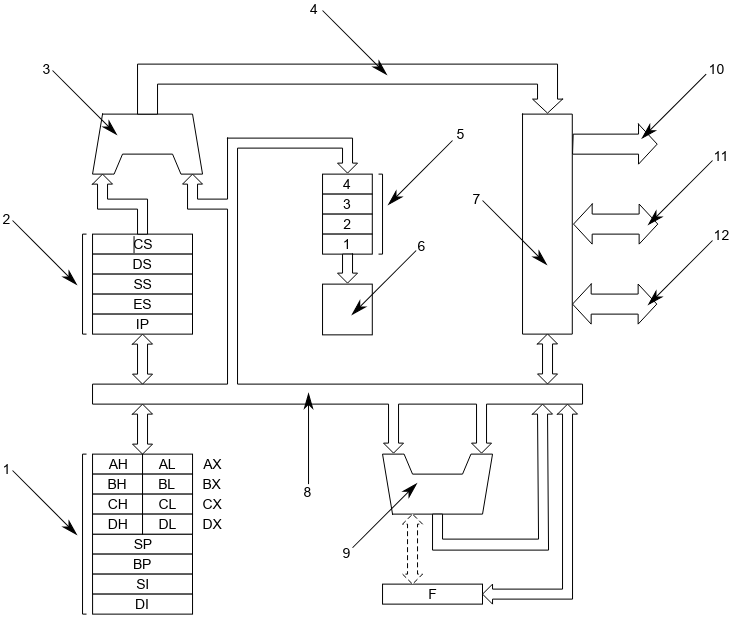 4
3
10
5
11
4
3
2
1
2
7
12
6
CS
DS
SS
ES
IP
1
AH AL AX
BH BL BX
CH CL CX
DH DL DX
SP
BP
SI
DI
8
9
F